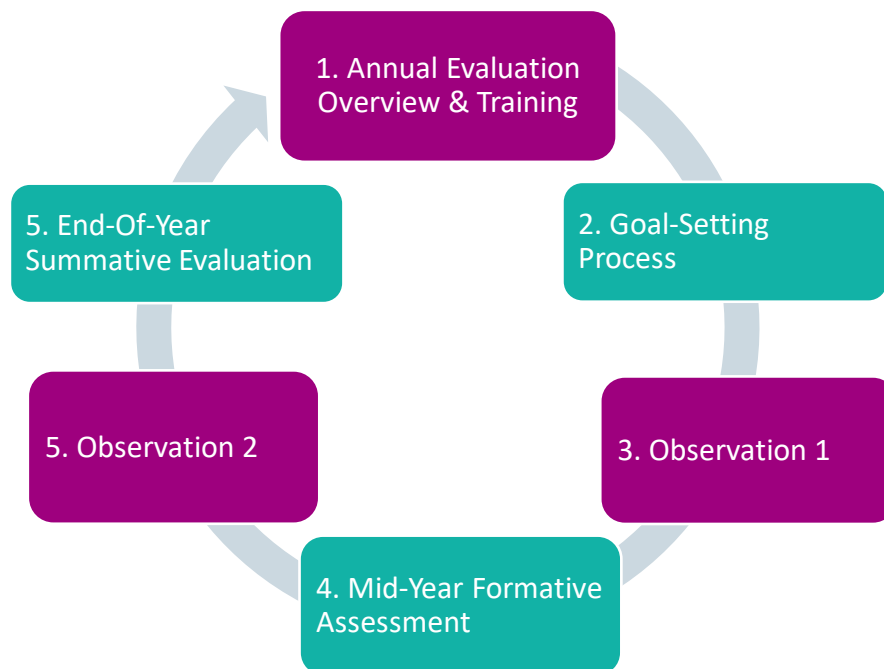 1. Annual Evaluation
Overview & Training
2. Goal-Setting
Process
3. Observation 1
4. Mid-Year Formative
Assessment
5. Observation 2
5. End-Of-Year
Summative Evaluation